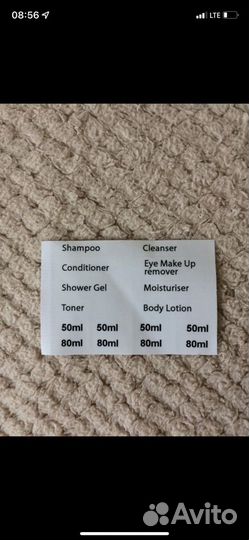 08:56 LTE
Shampoo Cleanser
Conditioner Eye Make Up
remover
Shower Gel Moisturiser
Toner Body Lotion
50ml 50ml 50ml 50ml
80ml 80ml 80ml 80ml
Avito